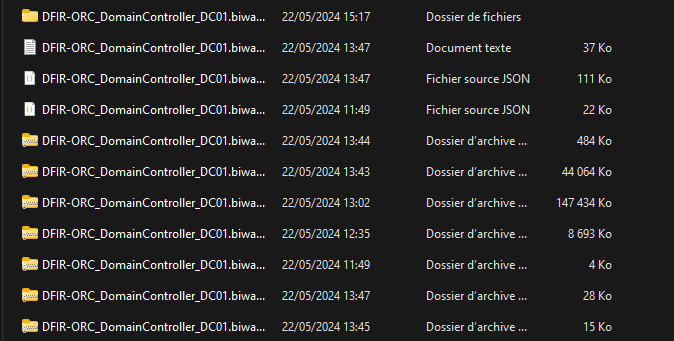 DFIR-ORC_DomainController_DC01.biwa... 22/05/2024 15:17 Dossier de fichiers
DFIR-ORC_DomainController_DC01.biwa... 22/05/2024 13:47 Document texte 37 Ko
DFIR-ORC_DomainController_DC01.biwa... 22/05/2024 13:47 Fichier source JSON 111 Ko
DFIR-ORC_DomainController_DC01.biwa... 22/05/2024 11:49 Fichier source JSON 22 Ko
DFIR-ORC_DomainController_DC01.biwa... 22/05/2024 13:44 Dossier d'archive ... 484 Ko
DFIR-ORC_DomainController_DC01.biwa... 22/05/2024 13:43 Dossier d'archive ... 44 064 Ko
DFIR-ORC_DomainController_DC01.biwa... 22/05/2024 13:02 Dossier d'archive ... 147 434 Ko
DFIR-ORC_DomainController_DC01.biwa... 22/05/2024 12:35 Dossier d'archive ... 8 693 Ko
DFIR-ORC_DomainController_DC01.biwa... 22/05/2024 11:49 Dossier d'archive ... 4 Ko
DFIR-ORC_DomainController_DC01.biwa... 22/05/2024 13:47 Dossier d'archive ... 28 Ko
DFIR-ORC_DomainController_DC01.biwa... 22/05/2024 13:45 Dossier d'archive ... 15 Ko